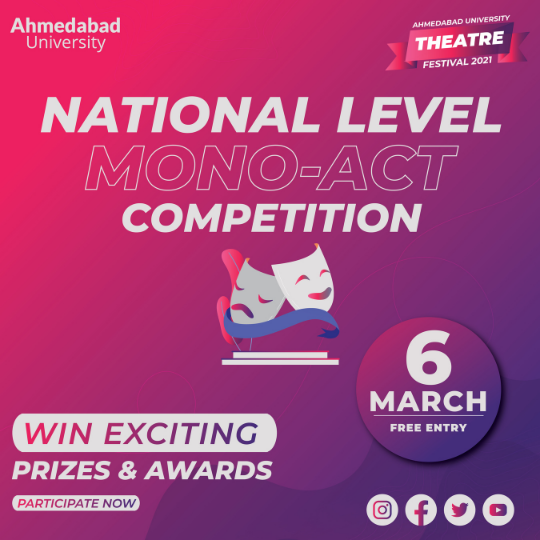 Ahmedabad
University
AHMEDABAD UNIVERSITY
THEATRE
FESTIVAL 2021
NATIONAL LEVEL
MONO-ACT
COMPETITION
6
MARCH
FREE ENTRY
WIN EXCITING
PRIZES & AWARDS
PARTICIPATE NOW